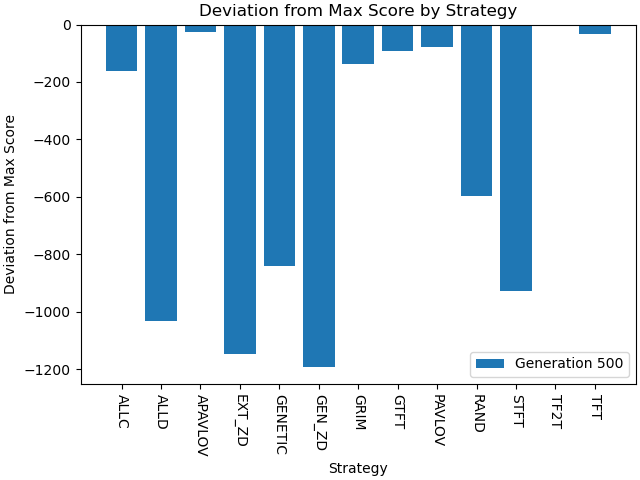 Deviation from Max Score by Strategy
Deviation from Max Score
0
−200
−400
−600
−800
−1000
−1200
Generation 500
ALLC
ALLD
APAVLOV
EXT_ZD
GENETIC
GEN_ZD
GRIM
GTFT
PAVLOV
RAND
STFT
TF2T
TFT
Strategy